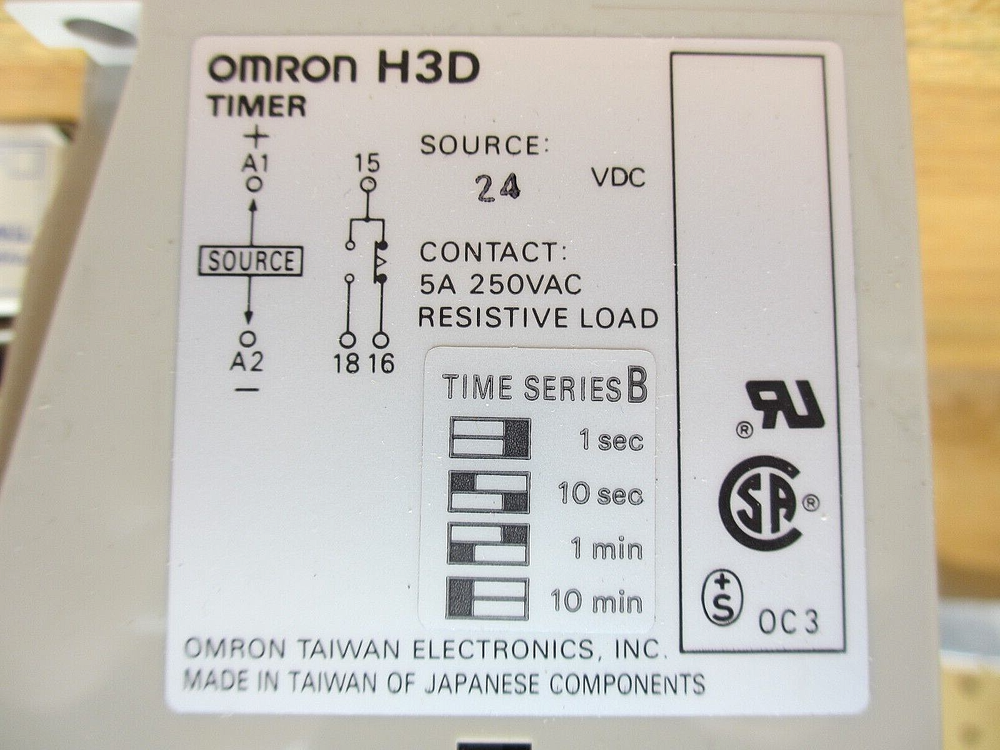 OMRON H3D
TIMER
+
A1
SOURCE
A2
−
15
18 16
SOURCE:
24 VDC
CONTACT:
5A 250VAC
RESISTIVE LOAD
TIME SERIES B
1 sec
10 sec
1 min
10 min
RU
®
CSA ®
+S
OC3
OMRON TAIWAN ELECTRONICS, INC.
MADE IN TAIWAN OF JAPANESE COMPONENTS